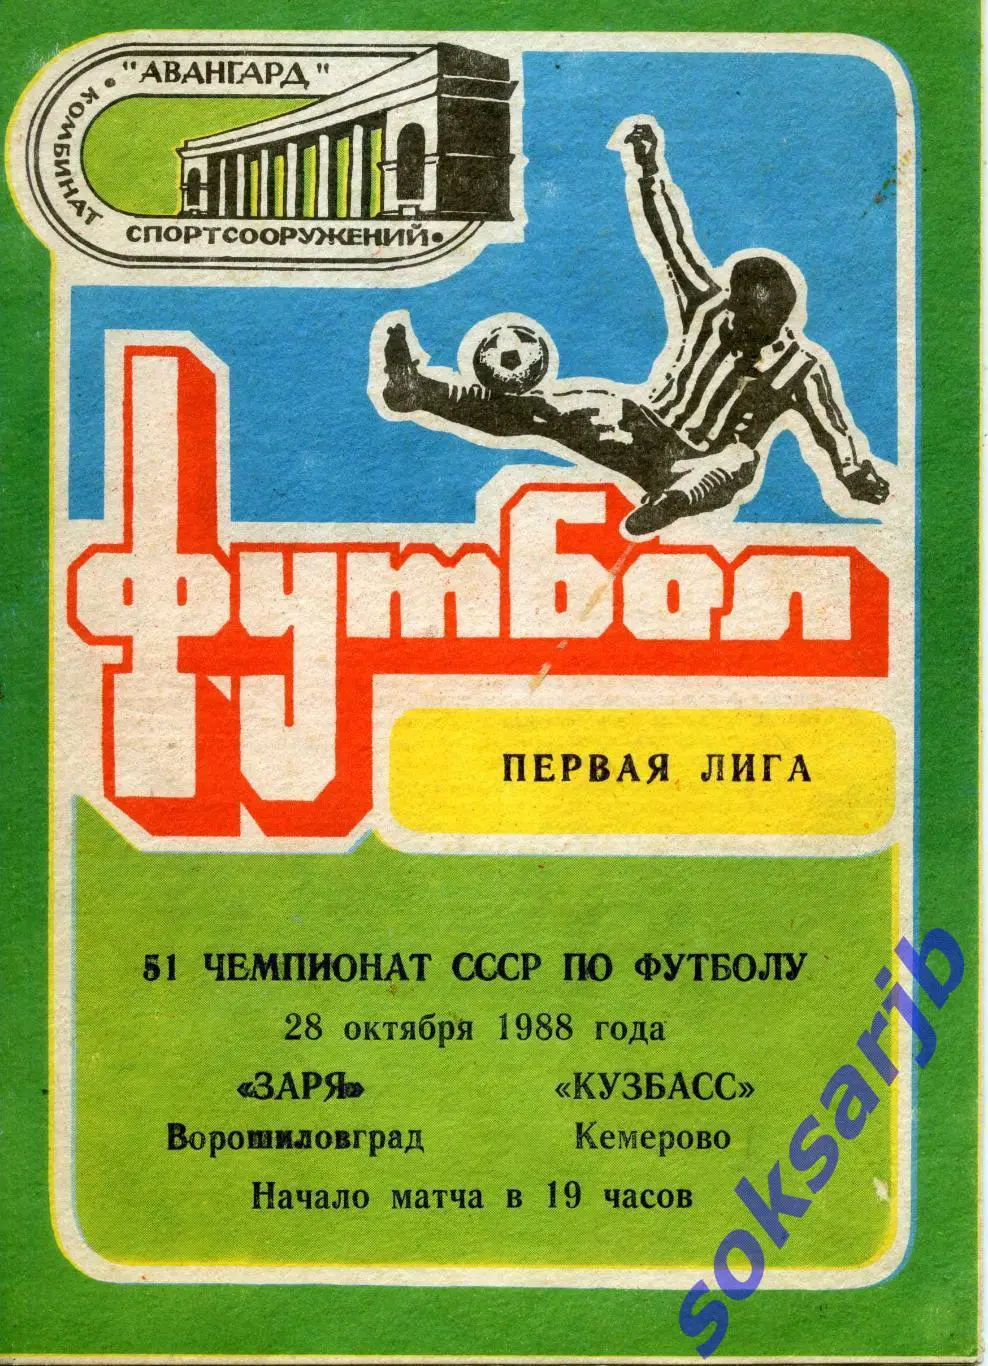 "АВАНГАРД"
• КОМБИНАТ
СПОРТСООРУЖЕНИЙ •
футбол
ПЕРВАЯ ЛИГА
51 ЧЕМПИОНАТ СССР ПО ФУТБОЛУ
28 октября 1988 года
«ЗАРЯ» «КУЗБАСС»
Ворошиловград Кемерово
Начало матча в 19 часов
soksarjb